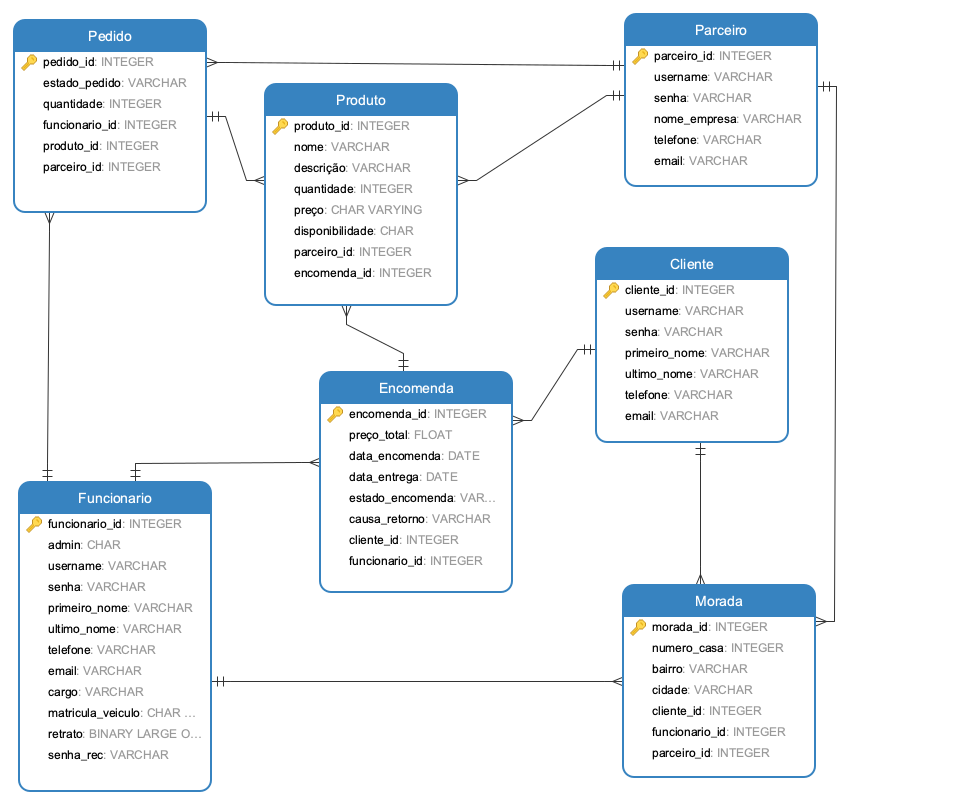 Pedido
pedido_id: INTEGER
estado_pedido: VARCHAR
quantidade: INTEGER
funcionario_id: INTEGER
produto_id: INTEGER
parceiro_id: INTEGER
Produto
produto_id: INTEGER
nome: VARCHAR
descrição: VARCHAR
quantidade: INTEGER
preço: CHAR VARYING
disponibilidade: CHAR
parceiro_id: INTEGER
encomenda_id: INTEGER
Parceiro
parceiro_id: INTEGER
username: VARCHAR
senha: VARCHAR
nome_empresa: VARCHAR
telefone: VARCHAR
email: VARCHAR
Cliente
cliente_id: INTEGER
username: VARCHAR
senha: VARCHAR
primeiro_nome: VARCHAR
ultimo_nome: VARCHAR
telefone: VARCHAR
email: VARCHAR
Encomenda
encomenda_id: INTEGER
preço_total: FLOAT
data_encomenda: DATE
data_entrega: DATE
estado_encomenda: VAR...
causa_retorno: VARCHAR
cliente_id: INTEGER
funcionario_id: INTEGER
Funcionario
funcionario_id: INTEGER
admin: CHAR
username: VARCHAR
senha: VARCHAR
primeiro_nome: VARCHAR
ultimo_nome: VARCHAR
telefone: VARCHAR
email: VARCHAR
cargo: VARCHAR
matricula_veiculo: CHAR ...
retrato: BINARY LARGE O...
senha_rec: VARCHAR
Morada
morada_id: INTEGER
numero_casa: INTEGER
bairro: VARCHAR
cidade: VARCHAR
cliente_id: INTEGER
funcionario_id: INTEGER
parceiro_id: INTEGER